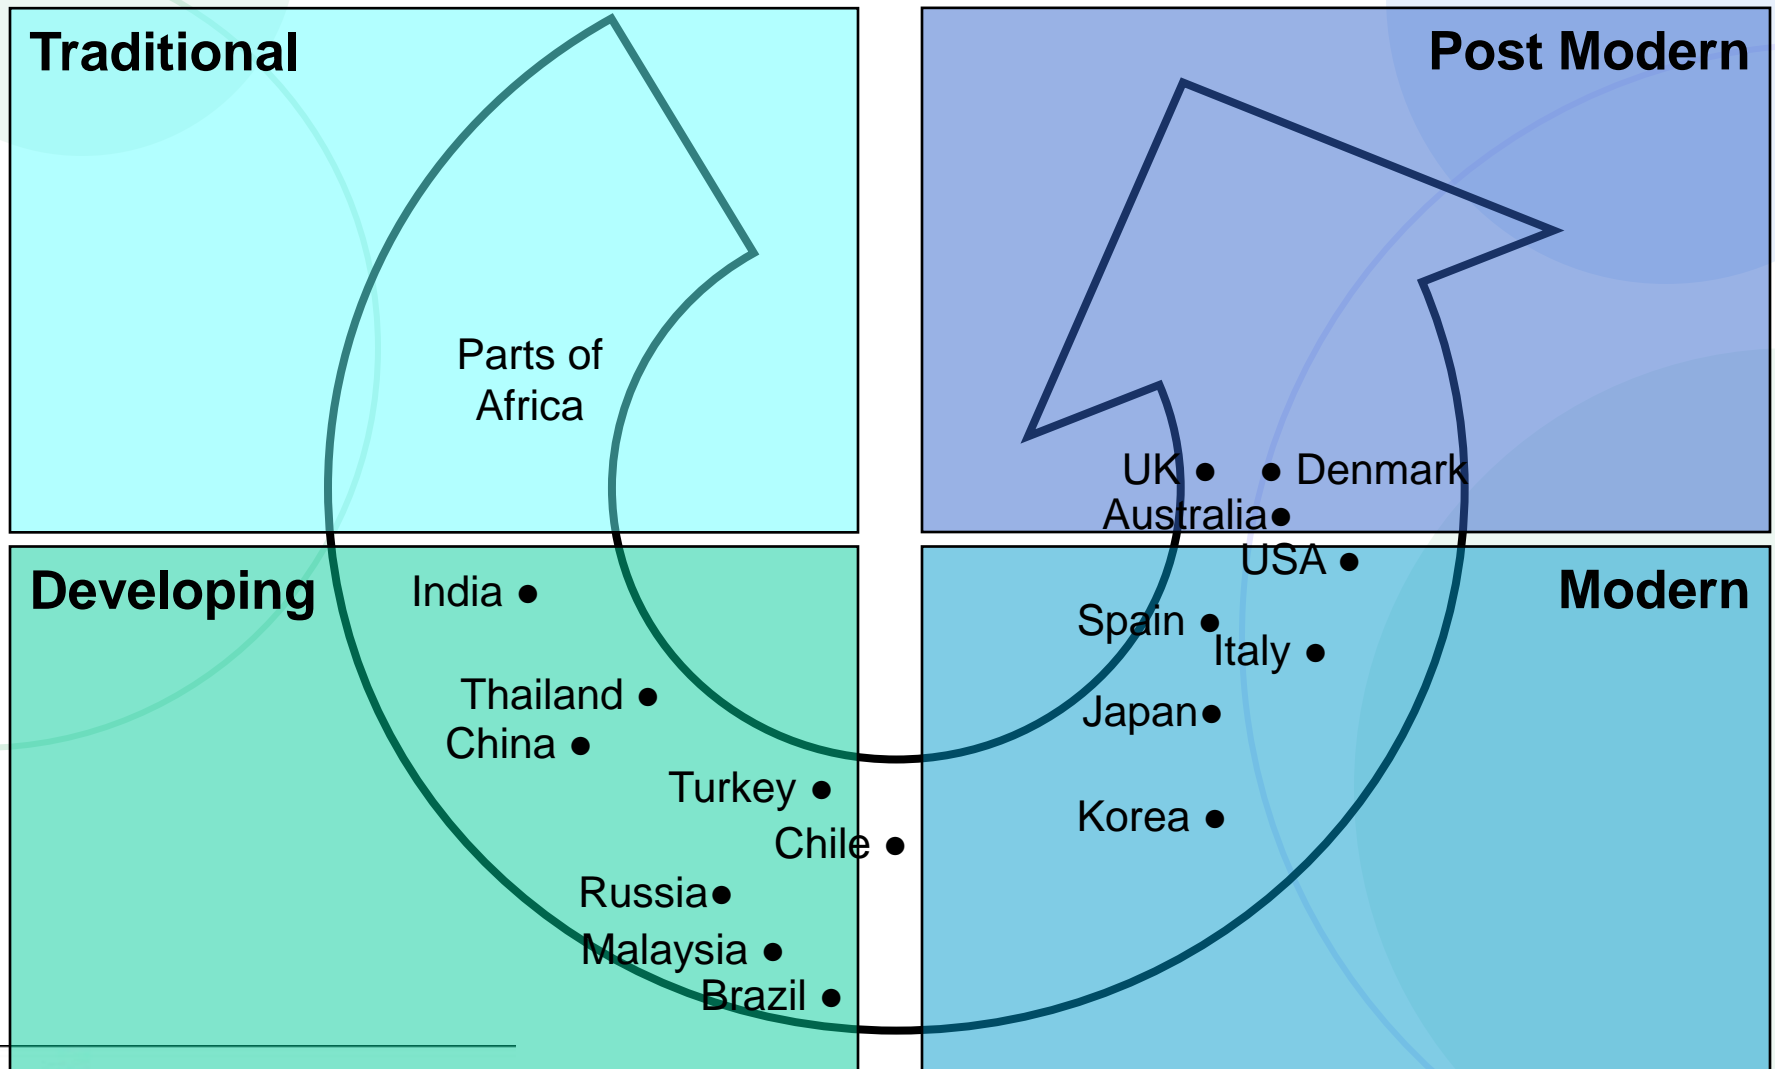 Traditional
Post Modern
Parts of
Africa
UK
Denmark
Australia
USA
Developing
Modern
India
Spain
Italy
Thailand
Japan
China
Turkey
Korea
Chile
Russia
Malaysia
Brazil